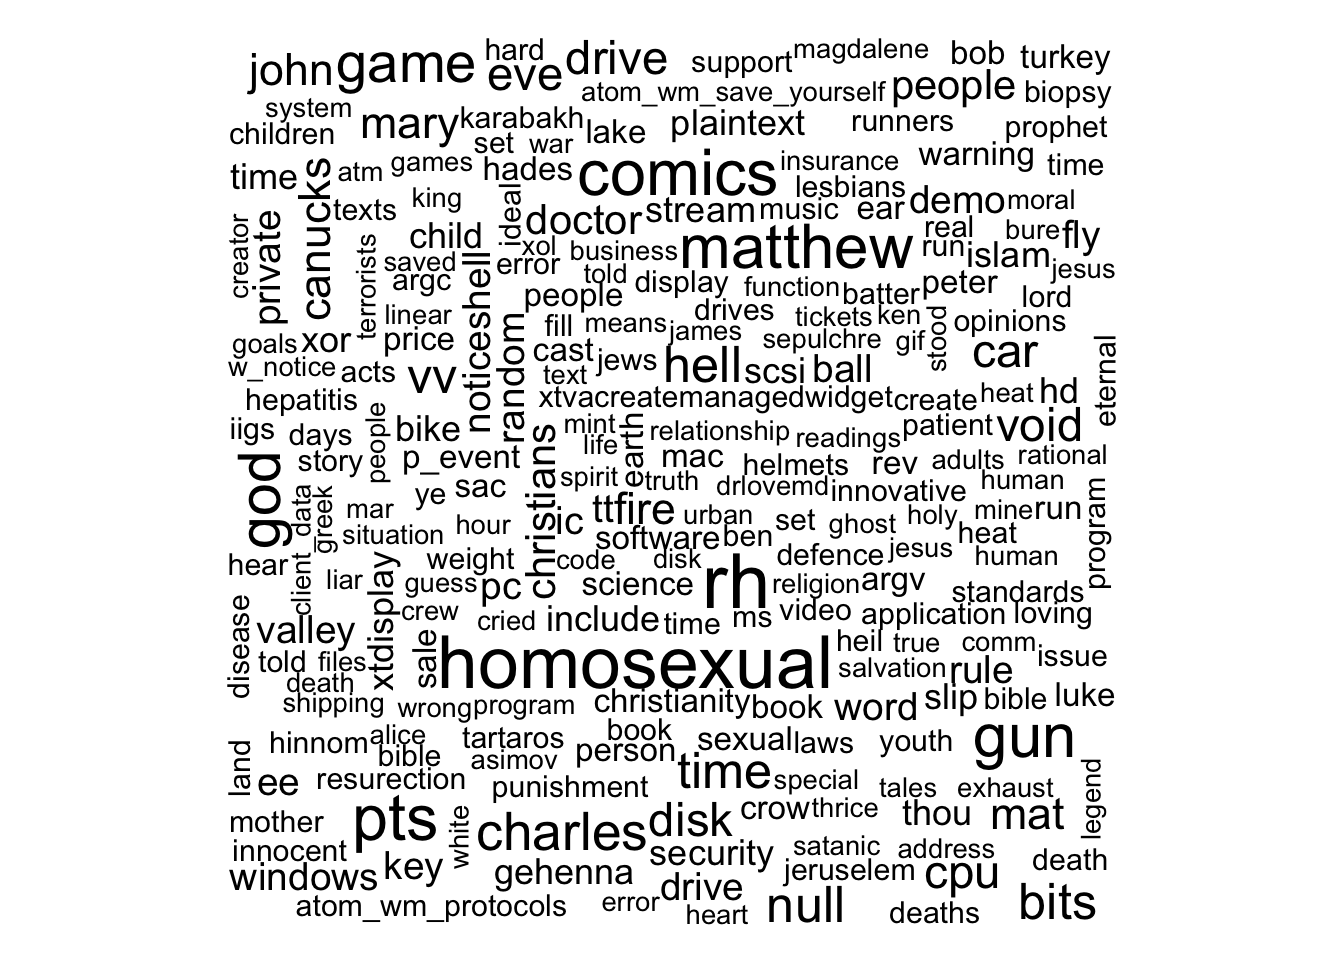 john game hard eve drive support magdalene bob turkey
system atom_wm_save_yourself people biopsy
children mary karabakh set war lake plaintext runners prophet
time canucks atm games hades comics insurance warning time
texts king ideal doctor stream music lesbians ear demo moral
creator private child xol business matthew real bure fly
terrorists saved argc noticeshell error told display function run islam jesus
linear people drives batter peter lord
goals xor price random fill means james tickets ken opinions
w_notice acts vv cast jews hell sepulchre gif stood car
text scsi ball eternal
hepatitis xtvacreatemanagedwidget create heat hd
iigs days people bike mint life earth relationship readings patient void
god story p_event christians spirit truth mac helmets rev adults rational
data greek mar ye sac drlovemd innovative human program
situation hour ic tt fire urban set ghost holy mine run
hear client liar xtdisplay weight code software ben disk defence jesus heat human
guess pc science rh religion argv standards
disease valley crew cried include time ms video application loving
told files sale homosexual heil true comm issue
death salvation rule
shipping wrong program christianity book word slip bible luke
land hinnom alice bible tartaros asimov book person sexual laws youth gun
ee resurection punishment time special tales exhaust legend
mother pts white charles disk crow thrice thou mat
innocent security satanic address death
windows key gehenna drive jeruselem cpu
atom_wm_protocols error heart null deaths bits